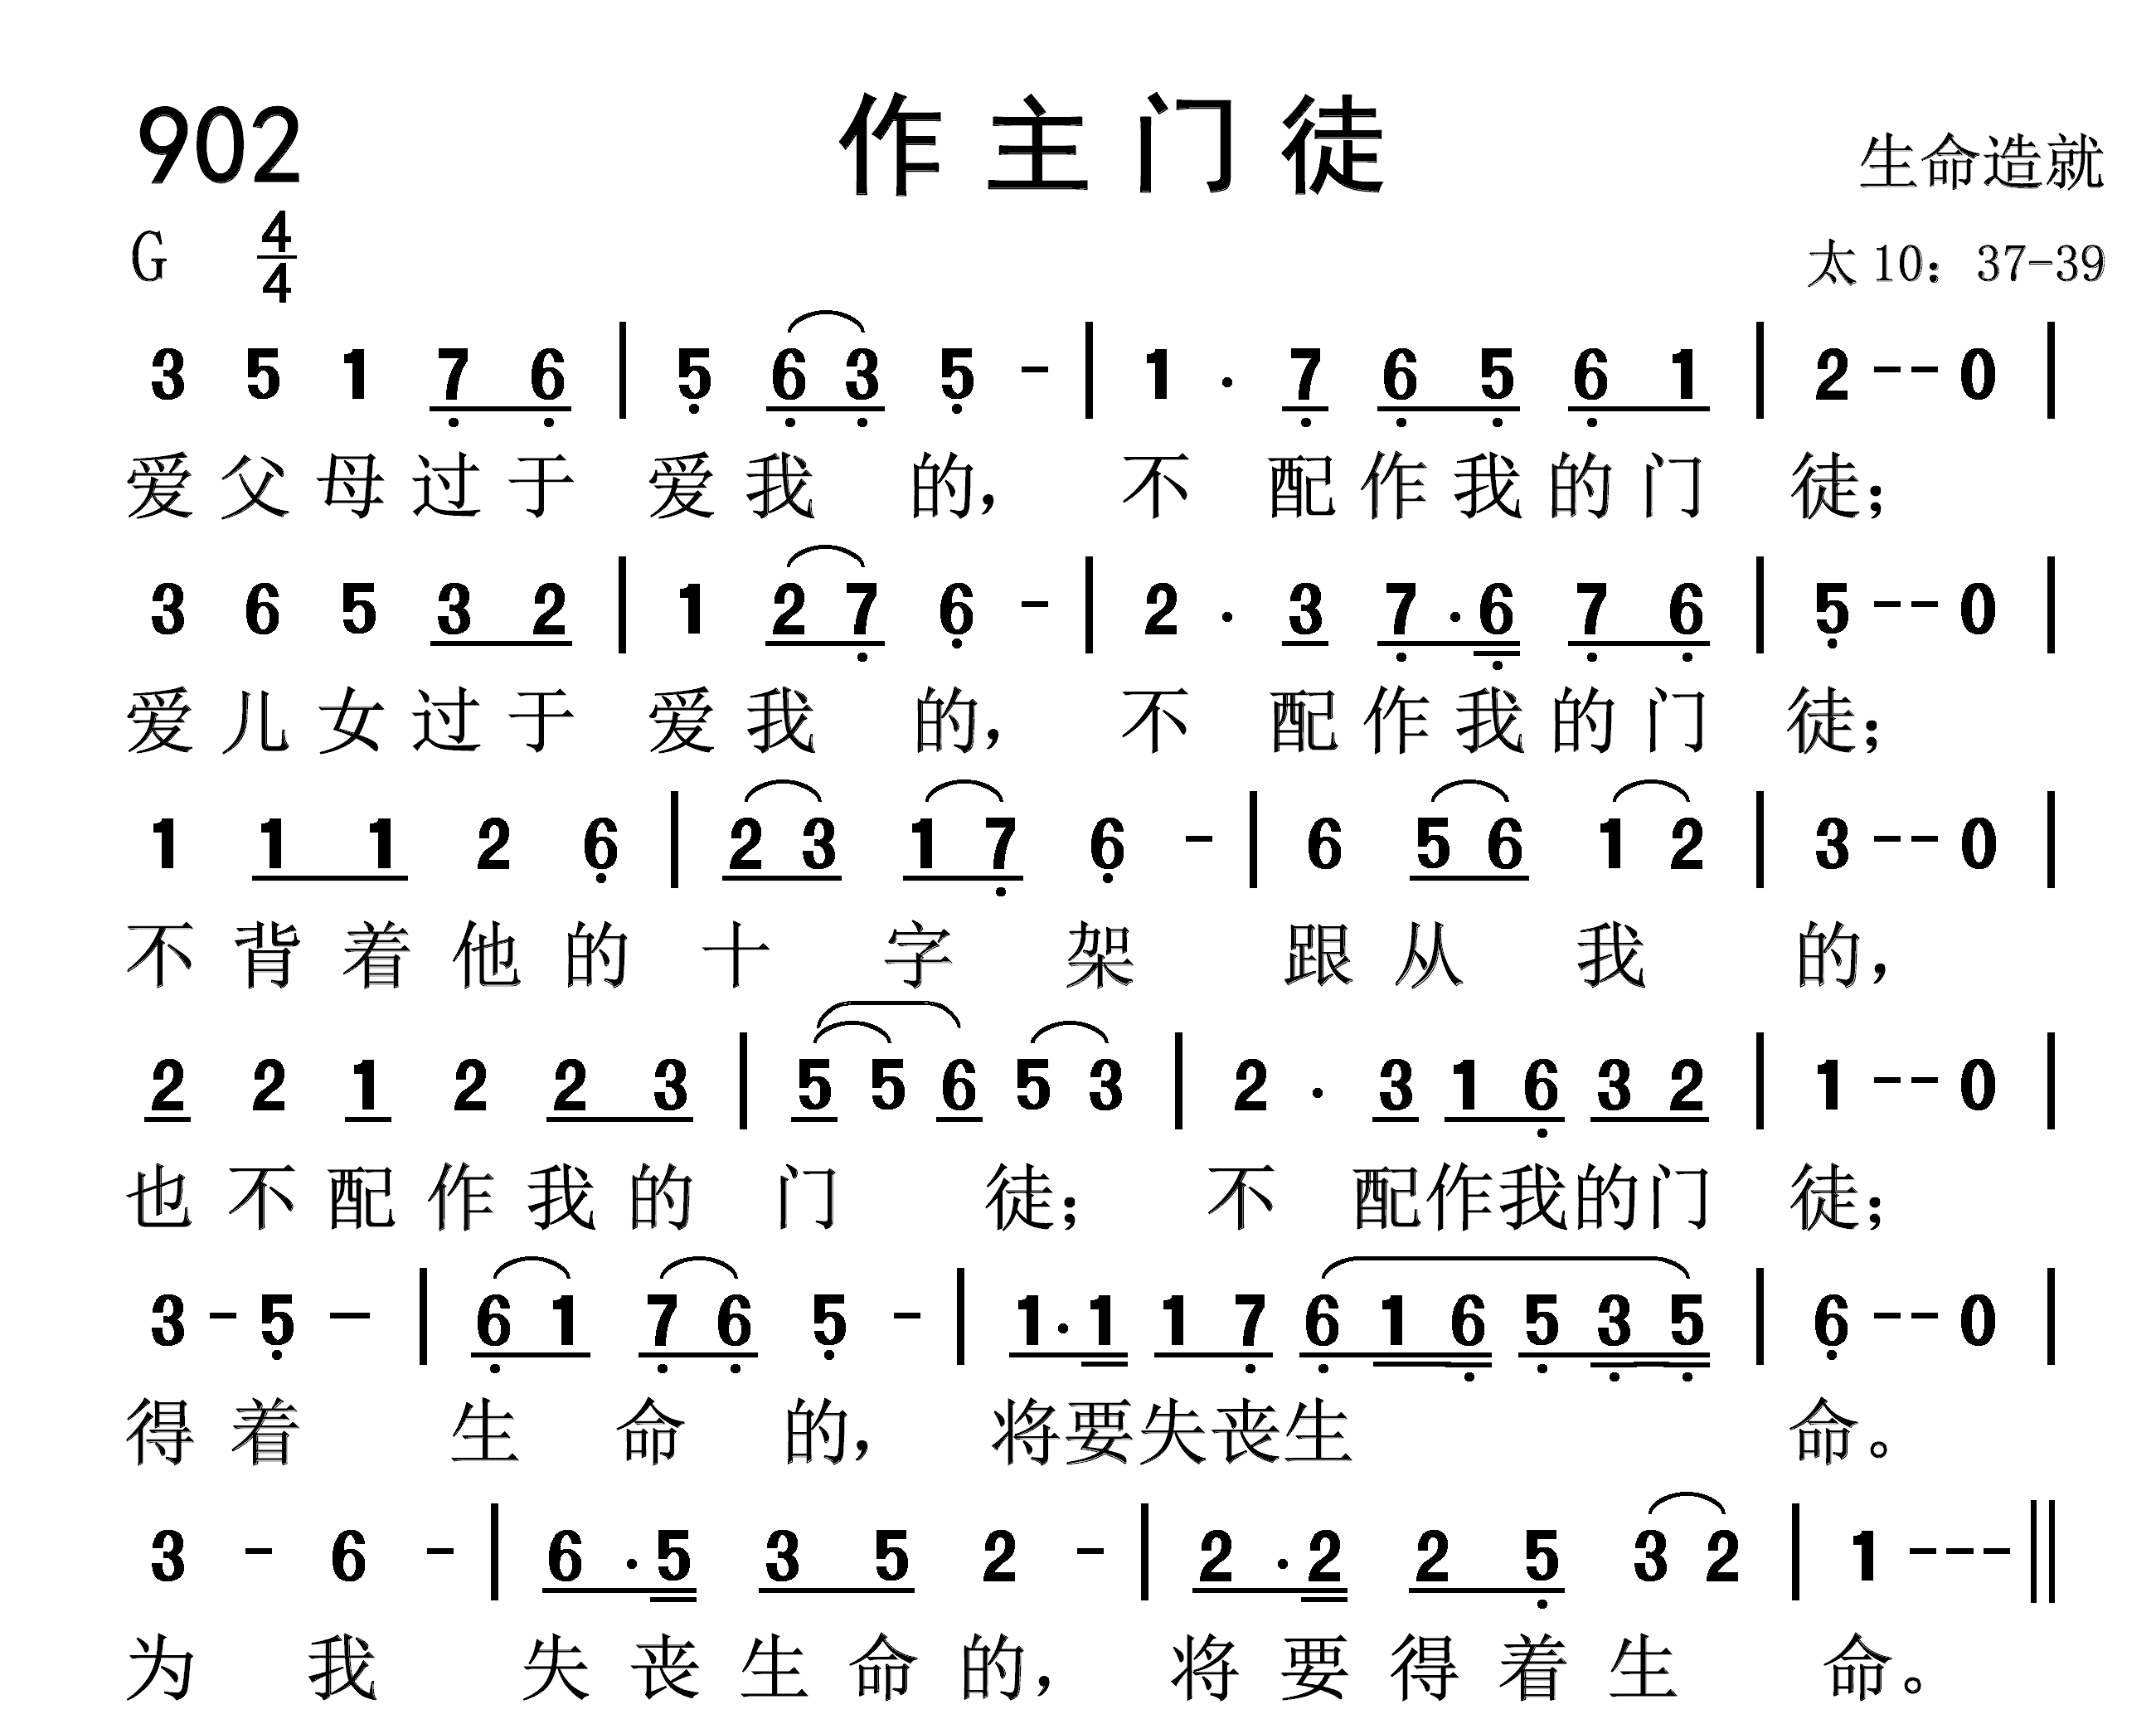 902 作主门徒 生命造就
G 4/4 太10：37-39
3 5 1 7 6 | 5 6 3 5 - | 1 · 7 6 5 6 1 | 2 - - 0 |
爱父母过于爱我的，不配作我的门徒；
3 6 5 3 2 | 1 2 7 6 - | 2 · 3 7 · 6 7 6 | 5 - - 0 |
爱儿女过于爱我的，不配作我的门徒；
1 1 1 2 6 | 2 3 1 7 6 - | 6 5 6 1 2 | 3 - - 0 |
不背着他的十字架跟从我的，
2 2 1 2 2 3 | 5 5 6 5 3 | 2 · 3 1 6 3 2 | 1 - - 0 |
也不配作我的门徒；不配作我的门徒；
3 - 5 - | 6 1 7 6 5 - | 1 · 1 1 7 6 1 6 5 3 5 | 6 - - 0 |
得着生命的，将要失丧生命。
3 - 6 - | 6 · 5 3 5 2 - | 2 · 2 2 5 3 2 | 1 - - - ||
为我失丧生命的，将要得着生命。